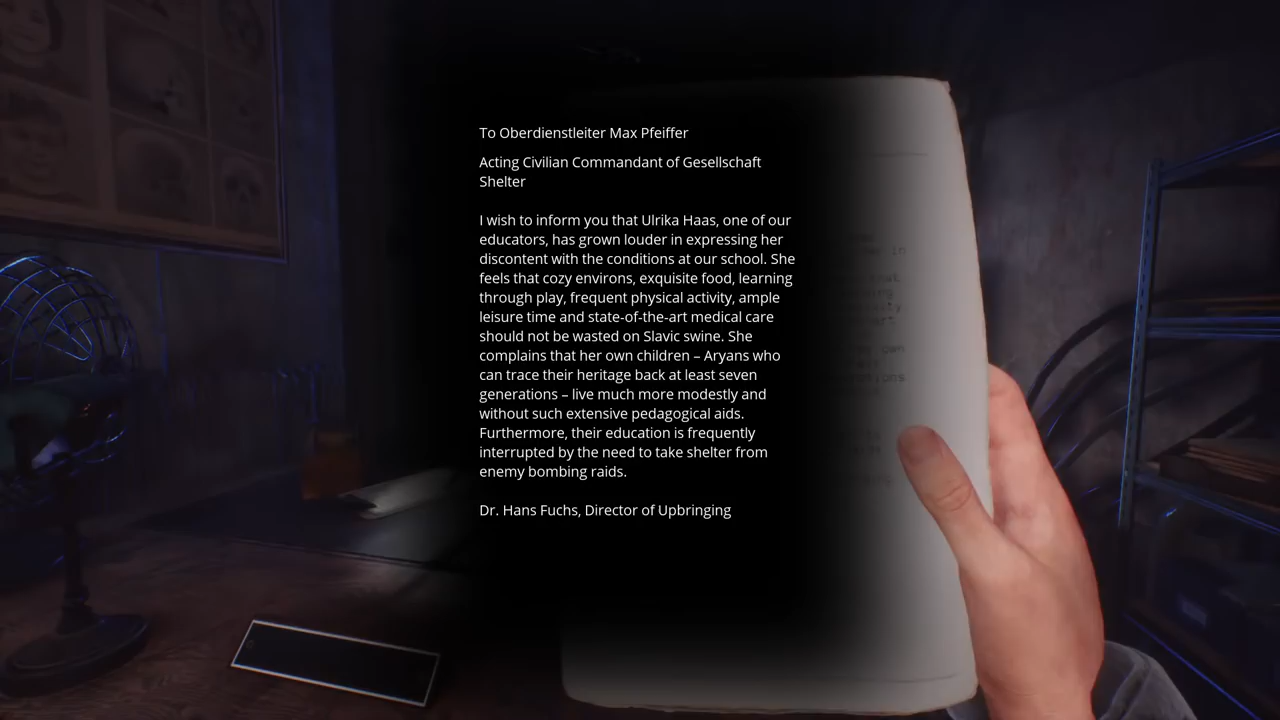 To Oberdienstleiter Max Pfeiffer
Acting Civilian Commandant of Gesellschaft
Shelter
I wish to inform you that Ulrika Haas, one of our
educators, has grown louder in expressing her
discontent with the conditions at our school. She
feels that cozy environs, exquisite food, learning
through play, frequent physical activity, ample
leisure time and state-of-the-art medical care
should not be wasted on Slavic swine. She
complains that her own children – Aryans who
can trace their heritage back at least seven
generations – live much more modestly and
without such extensive pedagogical aids.
Furthermore, their education is frequently
interrupted by the need to take shelter from
enemy bombing raids.
Dr. Hans Fuchs, Director of Upbringing